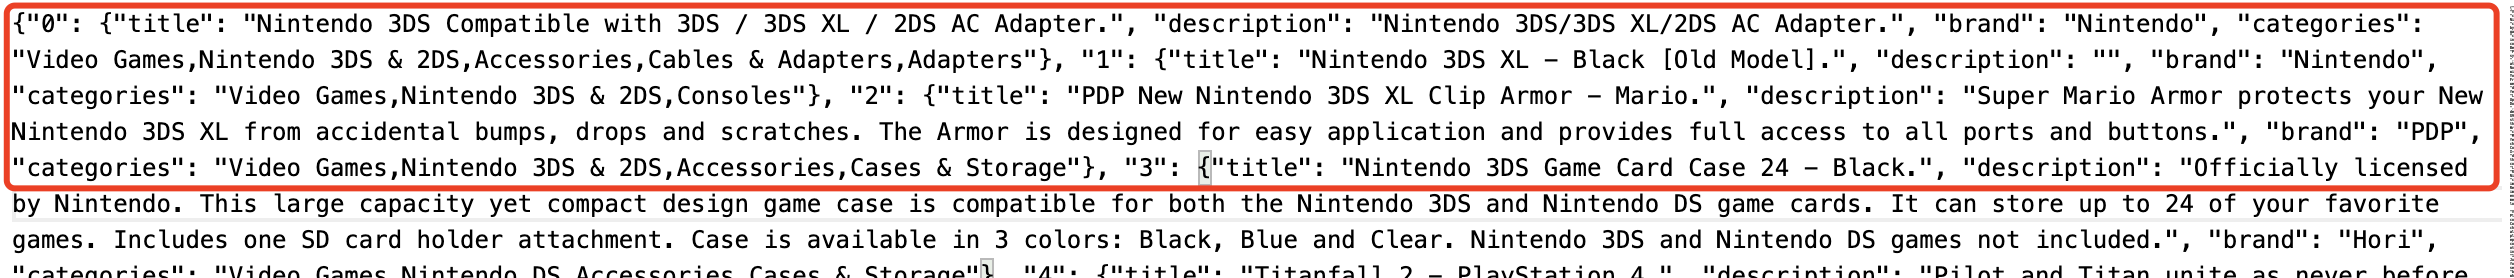 {"0": {"title": "Nintendo 3DS Compatible with 3DS / 3DS XL / 2DS AC Adapter.", "description": "Nintendo 3DS/3DS XL/2DS AC Adapter.", "brand": "Nintendo", "categories":
"Video Games,Nintendo 3DS & 2DS,Accessories,Cables & Adapters,Adapters"}, "1": {"title": "Nintendo 3DS XL – Black [Old Model].", "description": "", "brand": "Nintendo",
"categories": "Video Games,Nintendo 3DS & 2DS,Consoles"}, "2": {"title": "PDP New Nintendo 3DS XL Clip Armor – Mario.", "description": "Super Mario Armor protects your New
Nintendo 3DS XL from accidental bumps, drops and scratches. The Armor is designed for easy application and provides full access to all ports and buttons.", "brand": "PDP",
"categories": "Video Games,Nintendo 3DS & 2DS,Accessories,Cases & Storage"}, "3": {"title": "Nintendo 3DS Game Card Case 24 – Black.", "description": "Officially licensed
by Nintendo. This large capacity yet compact design game case is compatible for both the Nintendo 3DS and Nintendo DS game cards. It can store up to 24 of your favorite
games. Includes one SD card holder attachment. Case is available in 3 colors: Black, Blue and Clear. Nintendo 3DS and Nintendo DS games not included.", "brand": "Hori",
"categories": "Video Games,Nintendo DS,Accessories,Cases & Storage"}, "4": {"title": "Titanfall 2 – PlayStation 4.", "description": "Pilot and Titan unite as never before